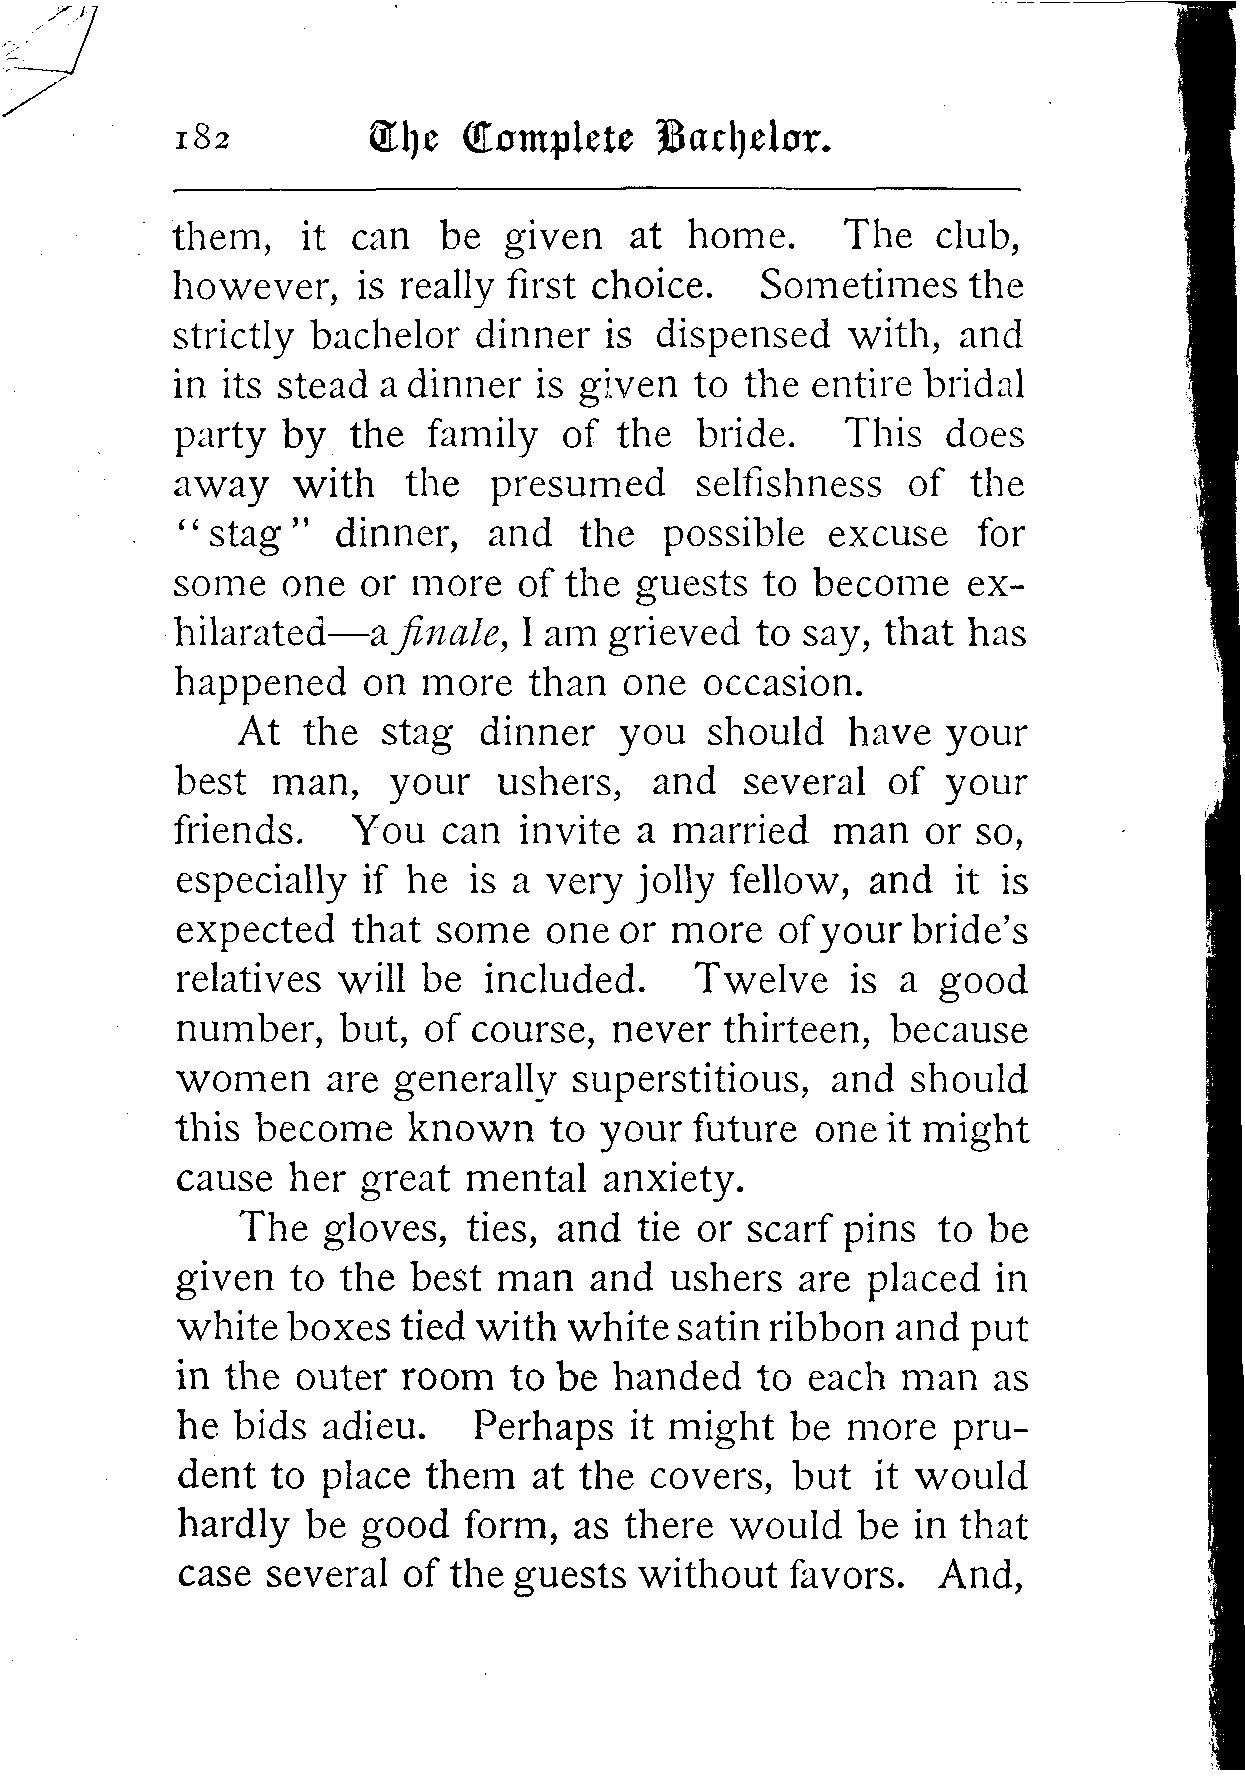 182 The Complete Bachelor.
them, it can be given at home. The club,
however, is really first choice. Sometimes the
strictly bachelor dinner is dispensed with, and
in its stead a dinner is given to the entire bridal
party by the family of the bride. This does
away with the presumed selfishness of the
“stag” dinner, and the possible excuse for
some one or more of the guests to become ex-
hilarated—a finale, I am grieved to say, that has
happened on more than one occasion.
At the stag dinner you should have your
best man, your ushers, and several of your
friends. You can invite a married man or so,
especially if he is a very jolly fellow, and it is
expected that some one or more of your bride's
relatives will be included. Twelve is a good
number, but, of course, never thirteen, because
women are generally superstitious, and should
this become known to your future one it might
cause her great mental anxiety.
The gloves, ties, and tie or scarf pins to be
given to the best man and ushers are placed in
white boxes tied with white satin ribbon and put
in the outer room to be handed to each man as
he bids adieu. Perhaps it might be more pru-
dent to place them at the covers, but it would
hardly be good form, as there would be in that
case several of the guests without favors. And,